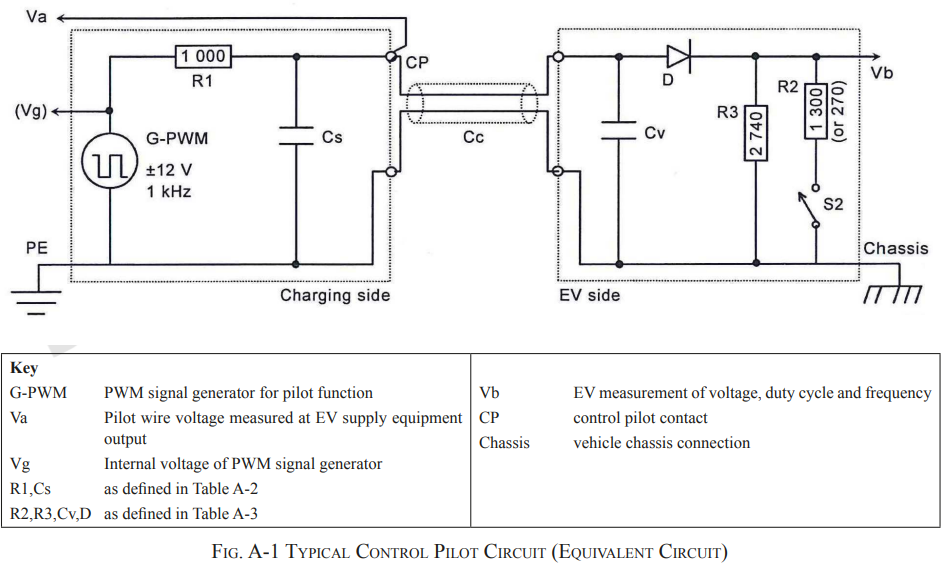 Va
1 000
R1
CP
(Vg)
G-PWM
±12 V
1 kHz
Cs
Cc
PE
Charging side
D
Vb
R2
1 300
(or 270)
R3
2 740
Cv
S2
Chassis
EV side
Key
G-PWM PWM signal generator for pilot function
Va Pilot wire voltage measured at EV supply equipment
output
Vg Internal voltage of PWM signal generator
R1,Cs as defined in Table A-2
R2,R3,Cv,D as defined in Table A-3
Vb EV measurement of voltage, duty cycle and frequency
CP control pilot contact
Chassis vehicle chassis connection
FIG. A-1 TYPICAL CONTROL PILOT CIRCUIT (EQUIVALENT CIRCUIT)